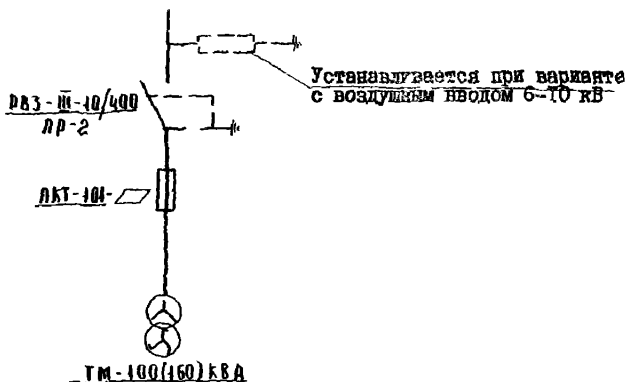 Устанавливается при варианте
с воздушным вводом 6-10 кВ
РВЗ-III-10/400
ПР-2
ПКТ-101-
ТМ-100(160)КВА